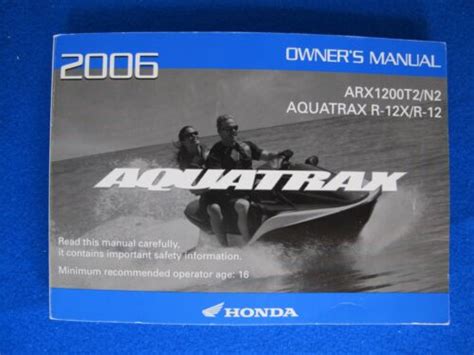 2006
OWNER'S MANUAL
ARX1200T2/N2
AQUATRAX R-12X/R-12
AQUATRAX
Read this manual carefully,
it contains important safety information.
Minimum recommended operator age: 16
HONDA